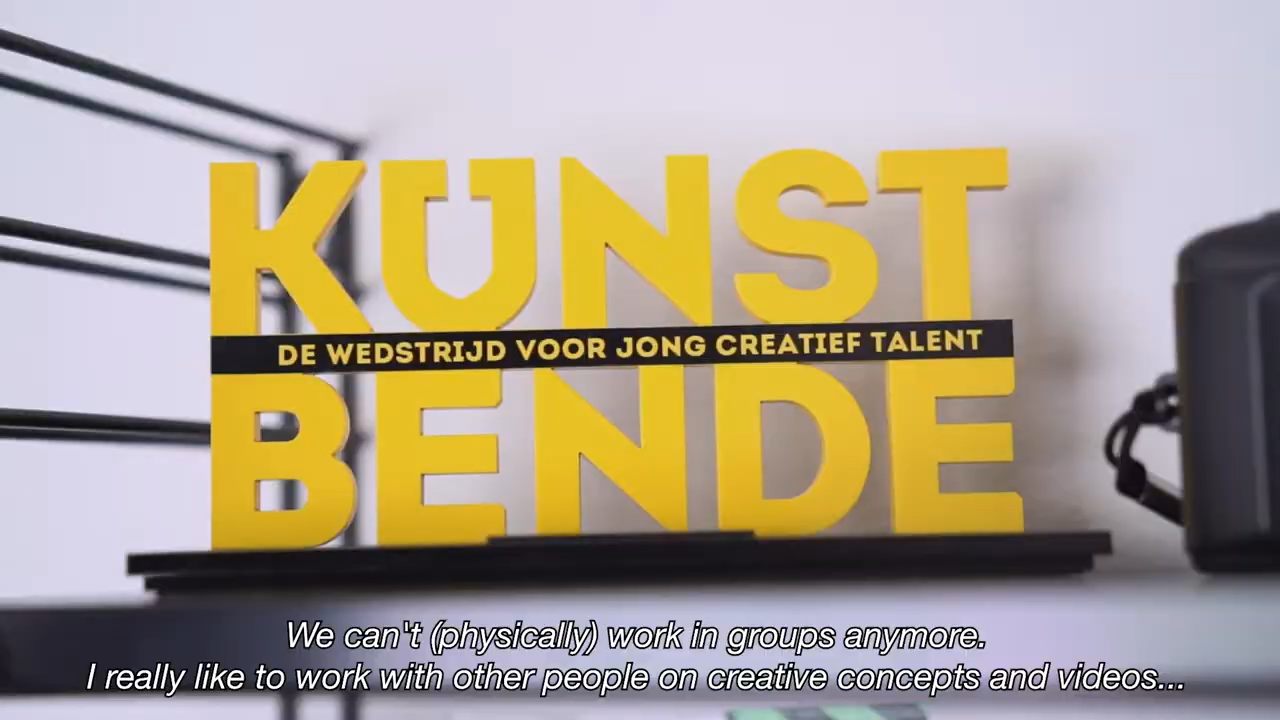 KUNST
DE WEDSTRIJD VOOR JONG CREATIEF TALENT
BENDE
We can't (physically) work in groups anymore.
I really like to work with other people on creative concepts and videos...